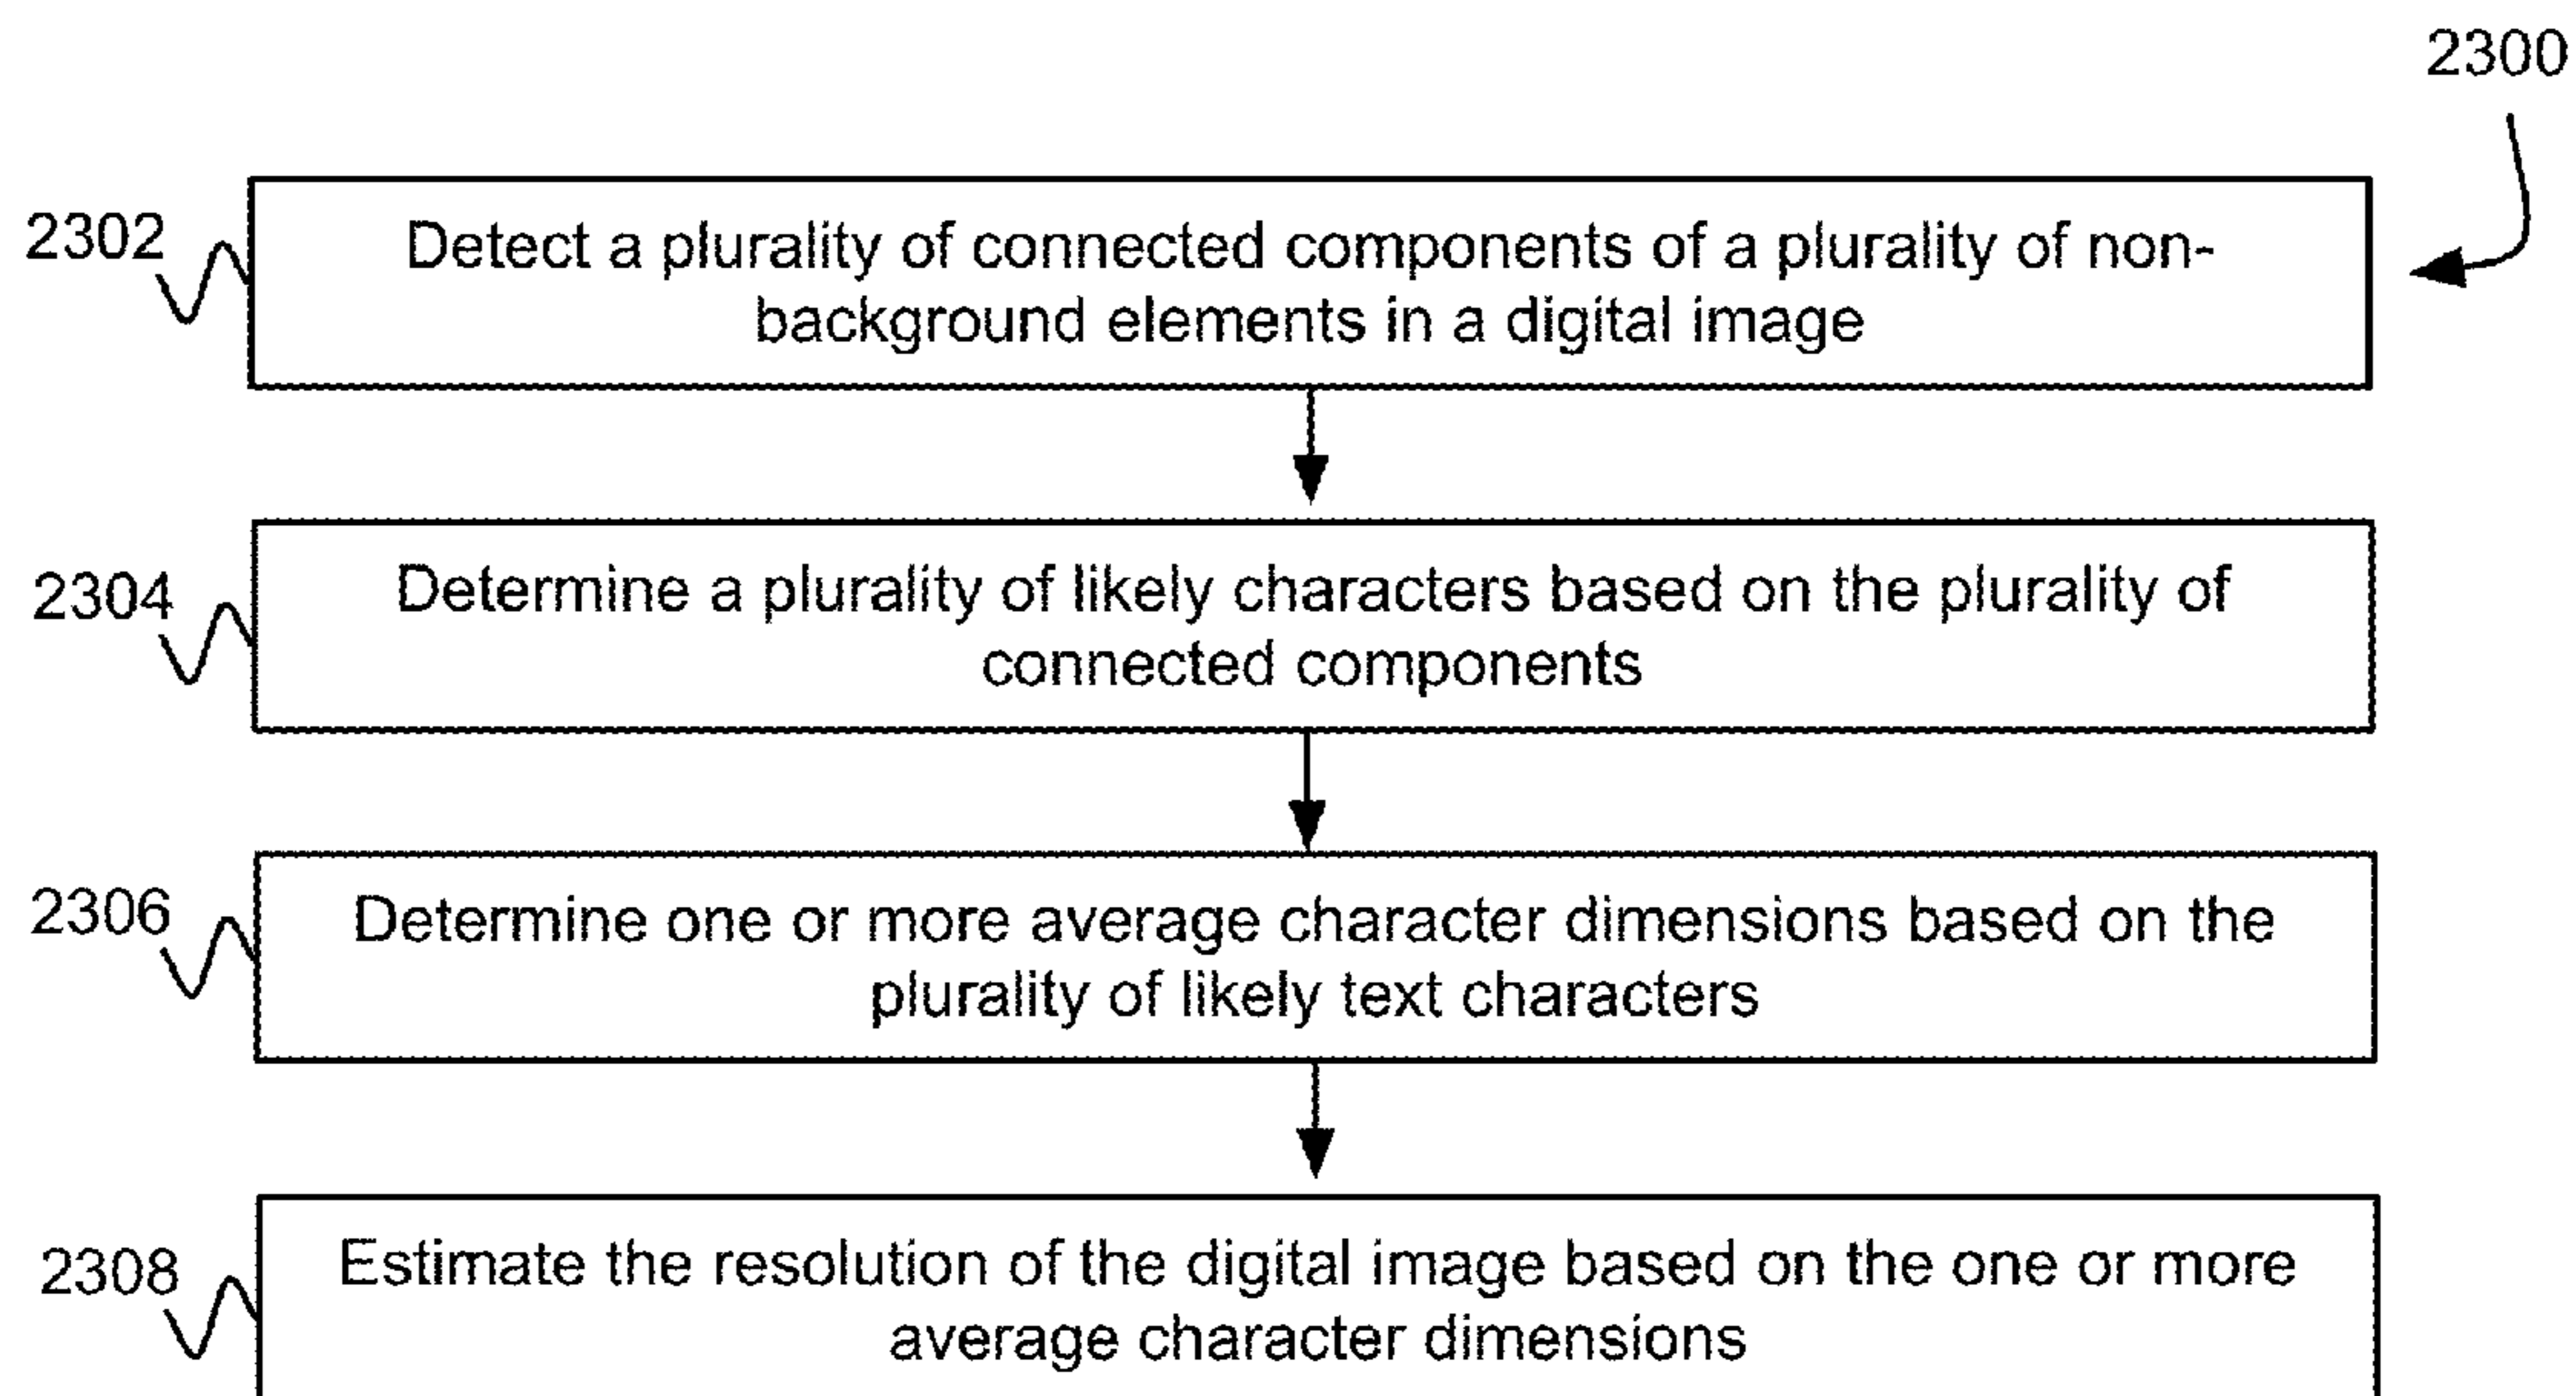 2300
2302
Detect a plurality of connected components of a plurality of non-
background elements in a digital image
2304
Determine a plurality of likely characters based on the plurality of
connected components
2306
Determine one or more average character dimensions based on the
plurality of likely text characters
2308
Estimate the resolution of the digital image based on the one or more
average character dimensions